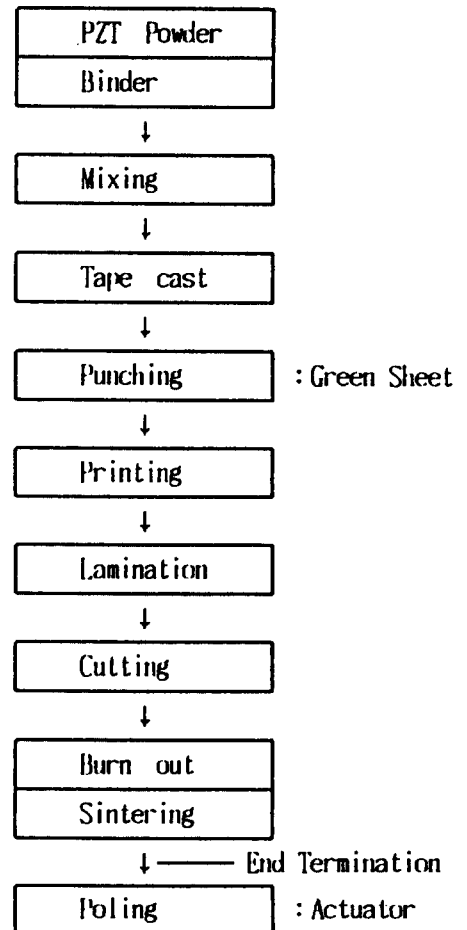 PZT Powder
Binder
↓
Mixing
↓
Tape cast
↓
Punching : Green Sheet
↓
Printing
↓
Lamination
↓
Cutting
↓
Burn out
Sintering
↓ —— End Termination
Poling : Actuator